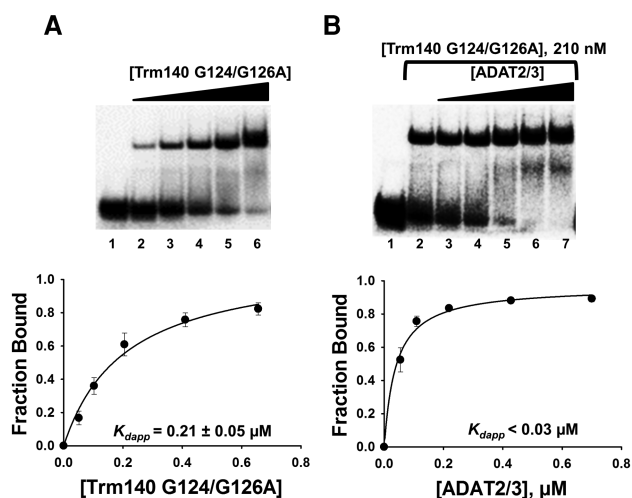 A
[Trm140 G124/G126A]
1 2 3 4 5 6
Fraction Bound
1.0
0.8
0.6
0.4
0.2
0.0
K dapp = 0.21 ± 0.05 µM
0.0 0.2 0.4 0.6 0.8
[Trm140 G124/G126A]
B
[Trm140 G124/G126A], 210 nM
[ADAT2/3]
1 2 3 4 5 6 7
Fraction Bound
1.0
0.8
0.6
0.4
0.2
0.0
K dapp < 0.03 µM
0.0 0.2 0.4 0.6 0.8
[ADAT2/3], µM